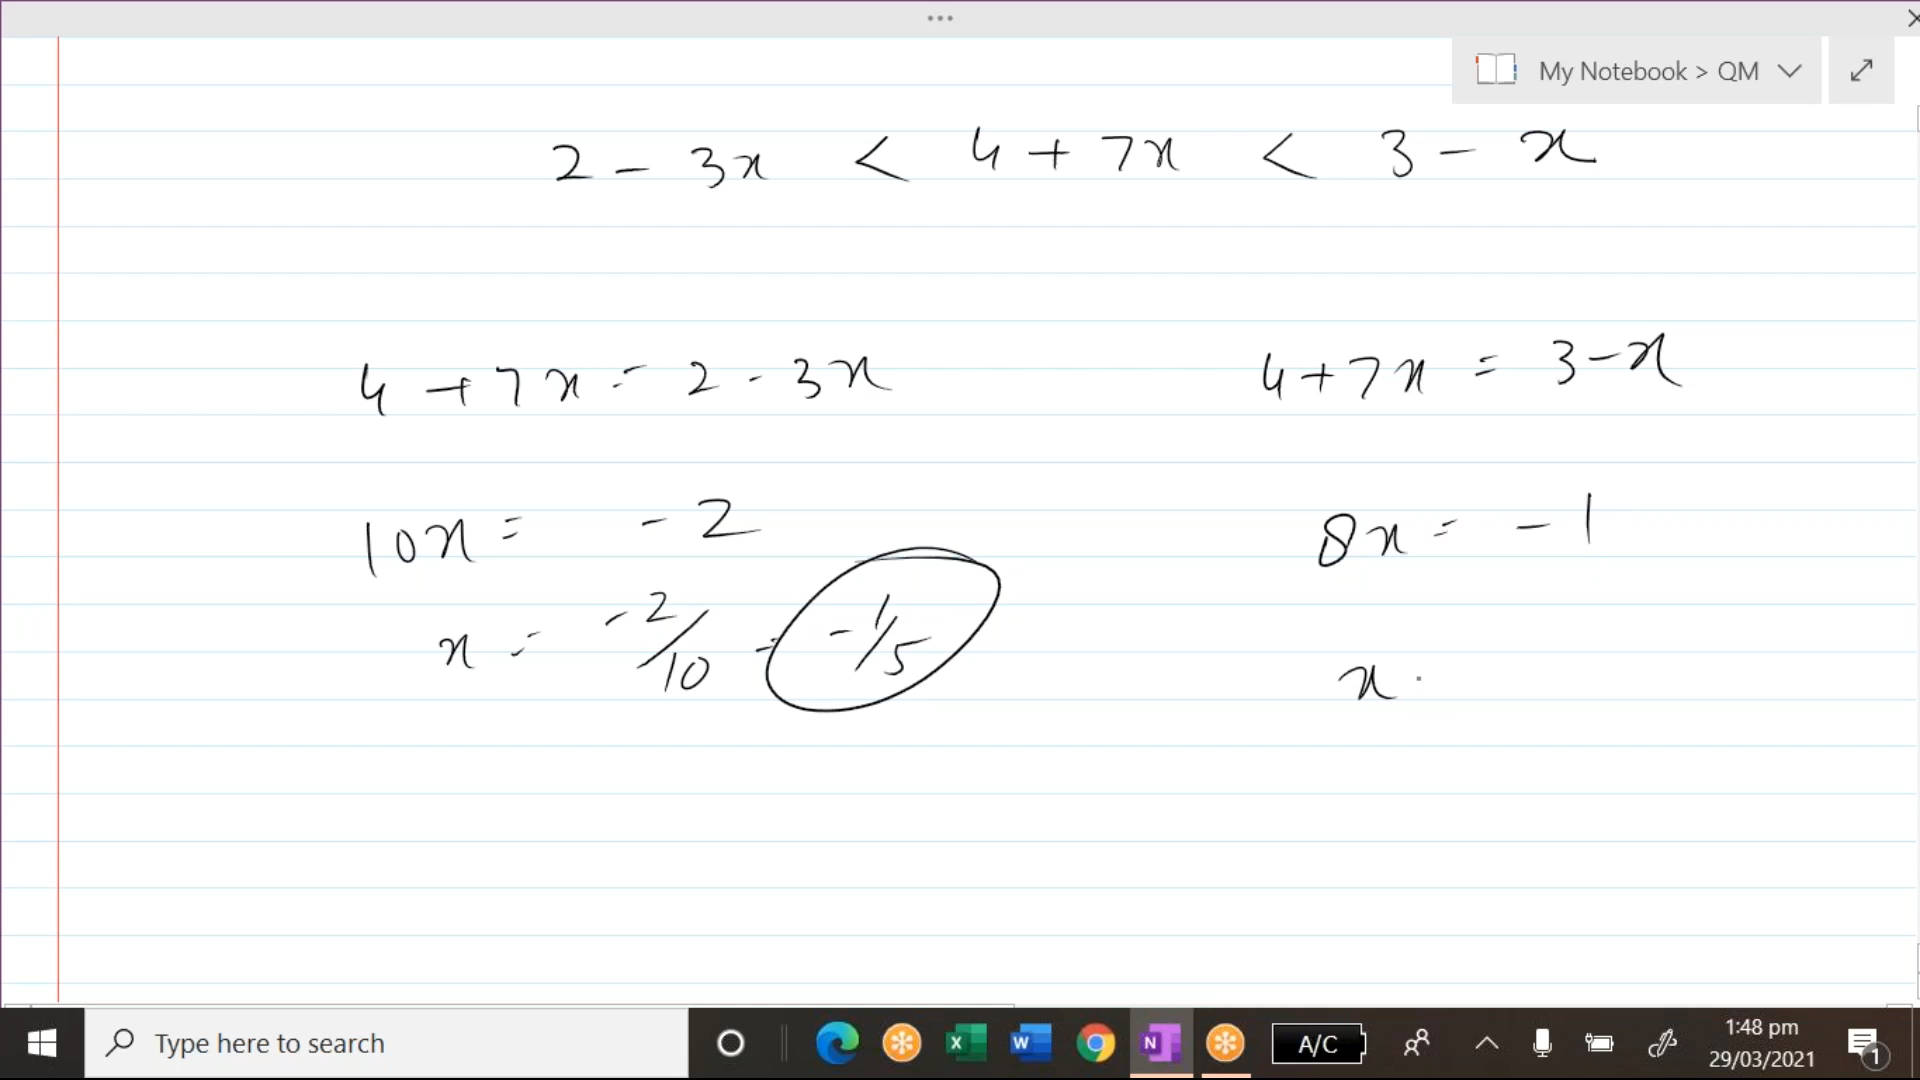 ...
My Notebook > QM
2 - 3x < 4 + 7x < 3 - x
4 + 7x = 2 - 3x
4 + 7x = 3 - x
10x = - 2
8x = - 1
x = -2/10 = -1/5
x
Type here to search
A/C
1:48 pm
29/03/2021
1